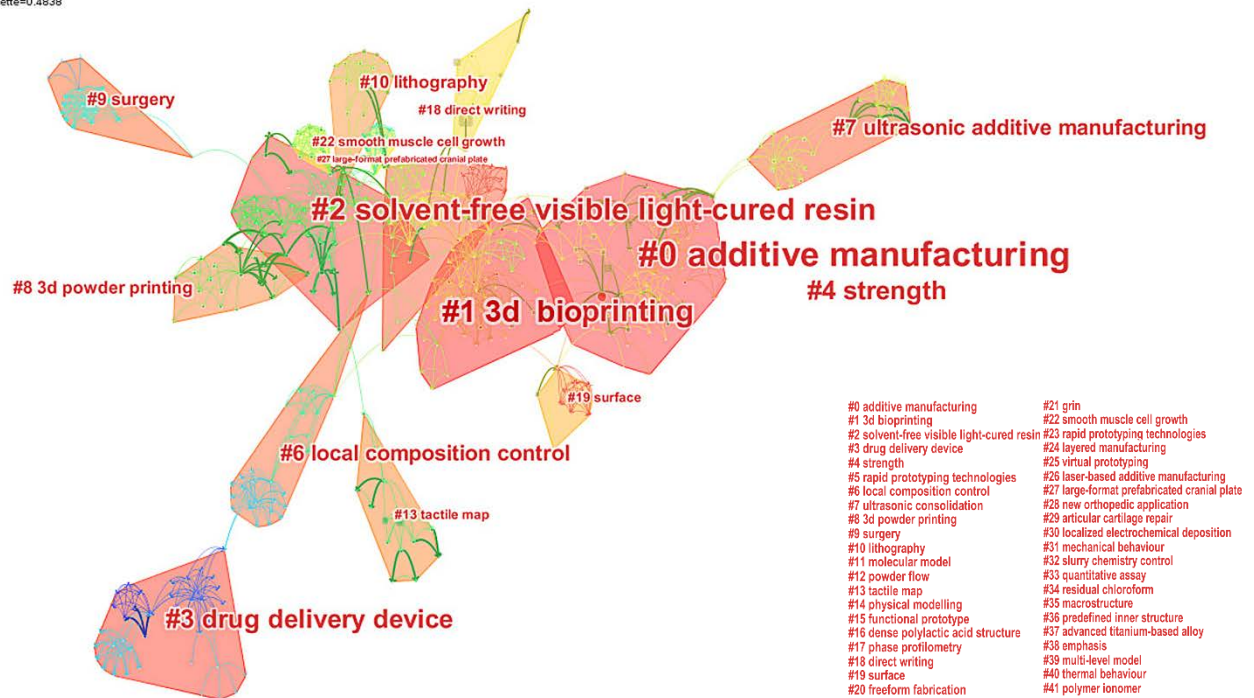 ette=0.4838
#10 lithography
#9 surgery
#18 direct writing
#7 ultrasonic additive manufacturing
#22 smooth muscle cell growth
#27 large-format prefabricated cranial plate
#2 solvent-free visible light-cured resin
#0 additive manufacturing
#8 3d powder printing
#4 strength
#1 3d bioprinting
#19 surface
#6 local composition control
#13 tactile map
#3 drug delivery device
#0 additive manufacturing
#1 3d bioprinting
#2 solvent-free visible light-cured resin
#3 drug delivery device
#4 strength
#5 rapid prototyping technologies
#6 local composition control
#7 ultrasonic consolidation
#8 3d powder printing
#9 surgery
#10 lithography
#11 molecular model
#12 powder flow
#13 tactile map
#14 physical modelling
#15 functional prototype
#16 dense polylactic acid structure
#17 phase profilometry
#18 direct writing
#19 surface
#20 freeform fabrication
#21 grin
#22 smooth muscle cell growth
#23 rapid prototyping technologies
#24 layered manufacturing
#25 virtual prototyping
#26 laser-based additive manufacturing
#27 large-format prefabricated cranial plate
#28 new orthopedic application
#29 articular cartilage repair
#30 localized electrochemical deposition
#31 mechanical behaviour
#32 slurry chemistry control
#33 quantitative assay
#34 residual chloroform
#35 macrostructure
#36 predefined inner structure
#37 advanced titanium-based alloy
#38 emphasis
#39 multi-level model
#40 thermal behaviour
#41 polymer ionomer